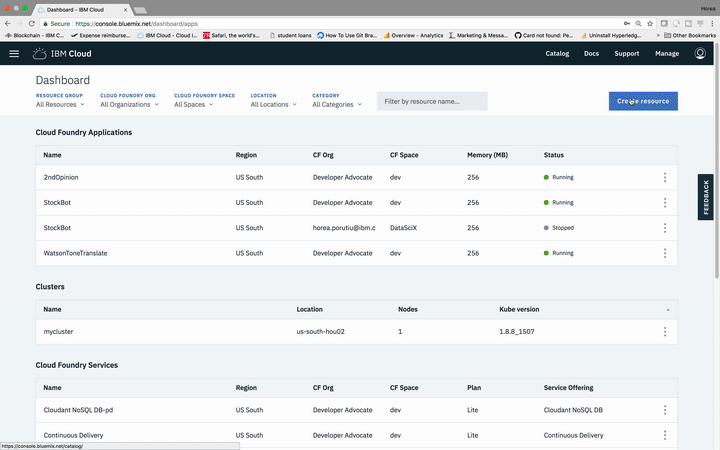 Dashboard - IBM Cloud
Horea
Secure https://console.bluemix.net/dashboard/apps
Blockchain - IBM C... Expense reimburse... IBM Cloud - Cloud I... Safari, the world's... student loans How To Use Git Bra... Overview – Analytics Marketing & Messa... Card not found: Pe... Uninstall Hyperledg... Other Bookmarks
IBM Cloud Catalog Docs Support Manage
Dashboard
RESOURCE GROUP CLOUD FOUNDRY ORG CLOUD FOUNDRY SPACE LOCATION CATEGORY
All Resources All Organizations All Spaces All Locations All Categories Filter by resource name... Create resource
Cloud Foundry Applications
Name Region CF Org CF Space Memory (MB) Status
2ndOpinion US South Developer Advocate dev 256 Running
StockBot US South Developer Advocate dev 256 Running
StockBot US South horea.porutiu@ibm.c DataSciX 256 Stopped
WatsonToneTranslate US South Developer Advocate dev 256 Running
FEEDBACK
Clusters
Name Location Nodes Kube version
mycluster us-south-hou02 1 1.8.8_1507
Cloud Foundry Services
Name Region CF Org CF Space Plan Service Offering
Cloudant NoSQL DB-pd US South Developer Advocate dev Lite Cloudant NoSQL DB
Continuous Delivery US South Developer Advocate dev Lite Continuous Delivery
https://console.bluemix.net/catalog/